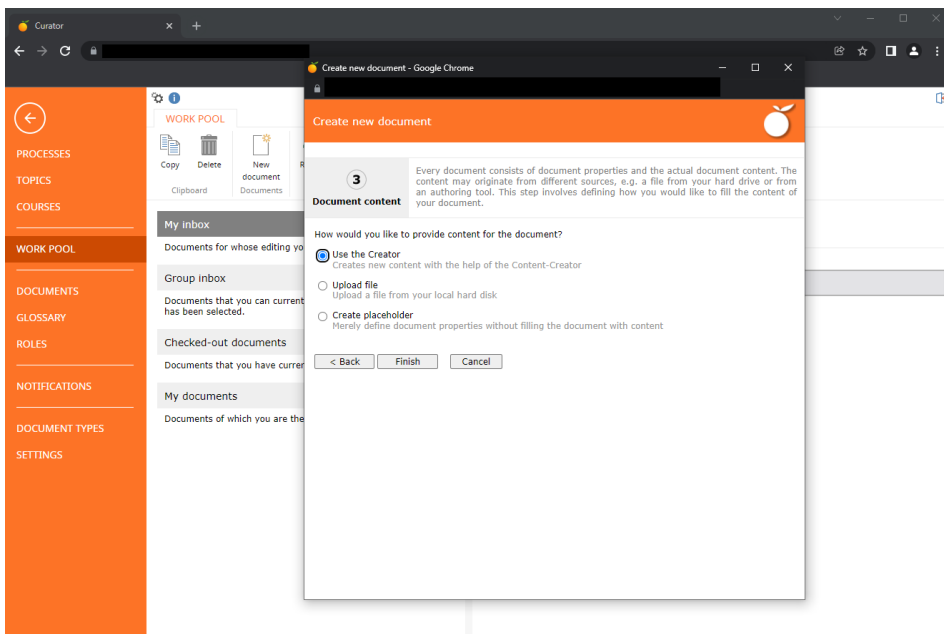 Curator
Create new document - Google Chrome
Create new document
WORK POOL
Copy
Delete
New
document
R
Clipboard
Documents
PROCESSES
TOPICS
COURSES
WORK POOL
DOCUMENTS
GLOSSARY
ROLES
NOTIFICATIONS
DOCUMENT TYPES
SETTINGS
My inbox
Documents for whose editing yo
Group inbox
Documents that you can current
has been selected.
Checked-out documents
Documents that you have currer
My documents
Documents of which you are the
3
Document content
Every document consists of document properties and the actual document content. The
content may originate from different sources, e.g. a file from your hard drive or from
an authoring tool. This step involves defining how you would like to fill the content of
your document.
How would you like to provide content for the document?
Use the Creator
Creates new content with the help of the Content-Creator
Upload file
Upload a file from your local hard disk
Create placeholder
Merely define document properties without filling the document with content
< Back
Finish
Cancel